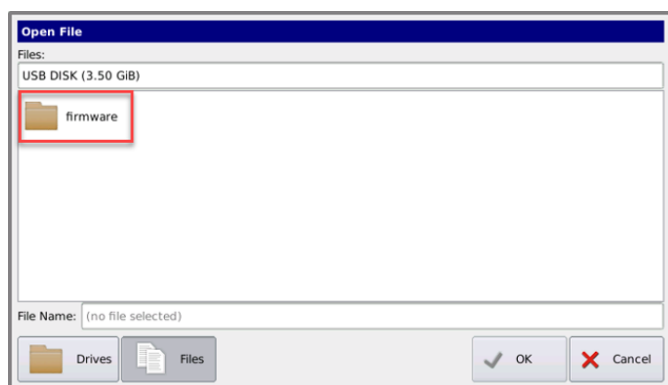 Open File
Files:
USB DISK (3.50 GiB)
firmware
File Name: (no file selected)
Drives Files OK Cancel